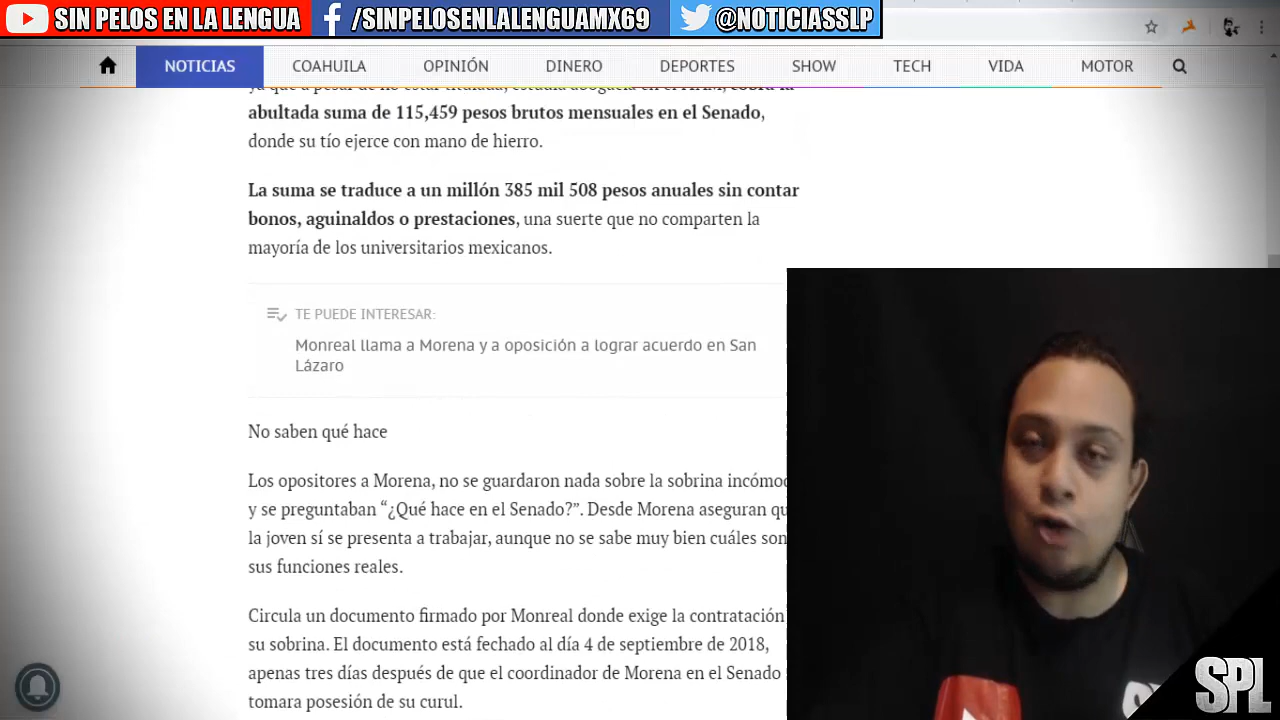 SIN PELOS EN LA LENGUA
/SINPELOSENLALENGUAMX69
@NOTICIASSLP
NOTICIAS
COAHUILA
OPINIÓN
DINERO
DEPORTES
SHOW
TECH
VIDA
MOTOR
abultada suma de 115,459 pesos brutos mensuales en el Senado,
donde su tío ejerce con mano de hierro.
La suma se traduce a un millón 385 mil 508 pesos anuales sin contar
bonos, aguinaldos o prestaciones, una suerte que no comparten la
mayoría de los universitarios mexicanos.
TE PUEDE INTERESAR:
Monreal llama a Morena y a oposición a lograr acuerdo en San
Lázaro
No saben qué hace
Los opositores a Morena, no se guardaron nada sobre la sobrina
y se preguntaban “¿Qué hace en el Senado?”. Desde Morena aseguran
la joven sí se presenta a trabajar, aunque no se sabe muy bien cuáles son
sus funciones reales.
Circula un documento firmado por Monreal donde exige la contratación
su sobrina. El documento está fechado al día 4 de septiembre de 2018,
apenas tres días después de que el coordinador de Morena en el Senado
tomara posesión de su curul.
SPL